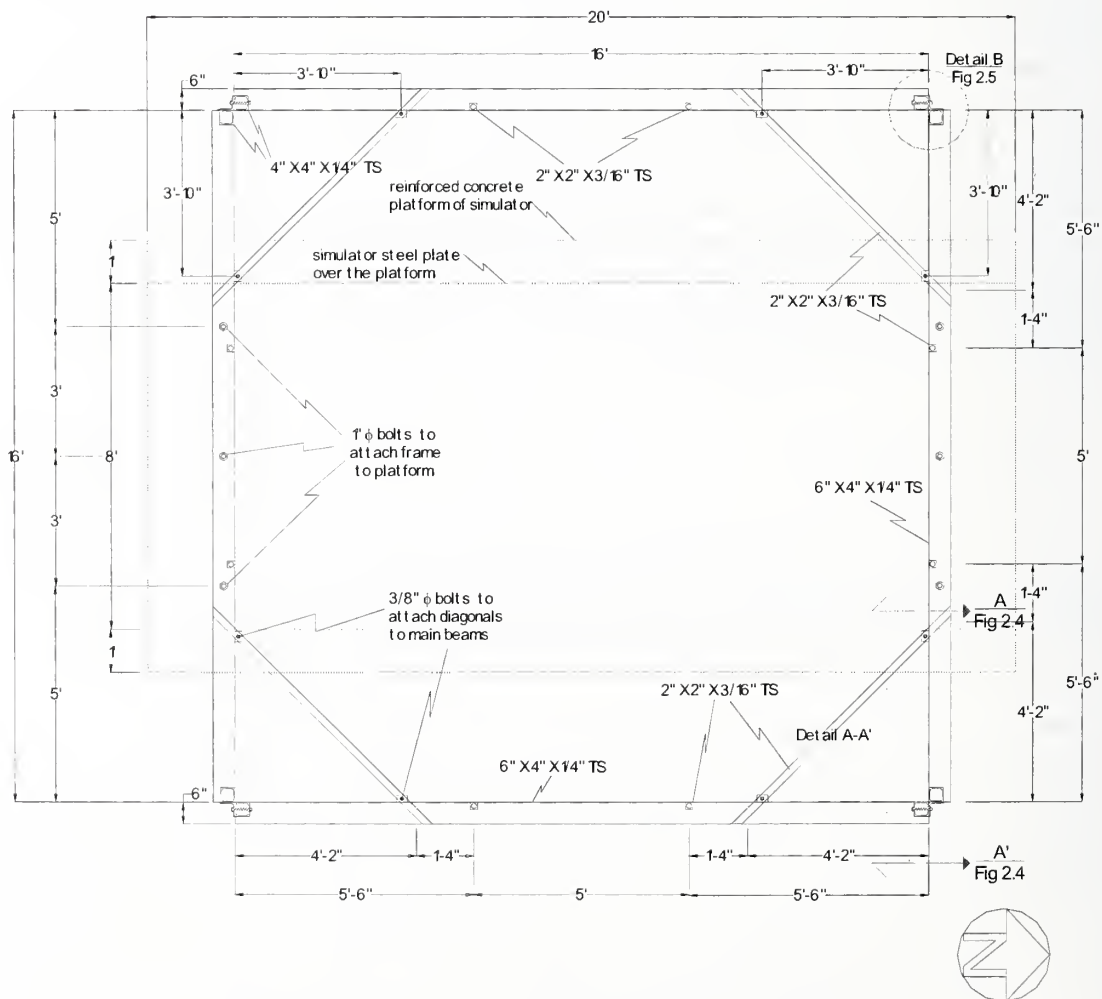 20'
16'
Detail B
Fig 2.5
3'-10"
3'-10"
6"
4" X4" X1/4" TS
2" X2" X3/16" TS
3'-10"
3'-10"
4'-2"
5'
5'-6"
reinforced concrete
platform of simulator
1'
simulator steel plate
over the platform
2" X2" X3/16" TS
1'-4"
3'
1" ϕ bolts to
attach frame
to platform
16'
8'
5'
3'
6" X4" X1/4" TS
3/8" ϕ bolts to
attach diagonals
to main beams
1'-4"
A
Fig 2.4
1'
5'
2" X2" X3/16" TS
5'-6"
4'-2"
Detail A-A'
6" X4" X1/4" TS
6"
4'-2"
1'-4"
1'-4"
4'-2"
A'
Fig 2.4
5'-6"
5'
5'-6"
N